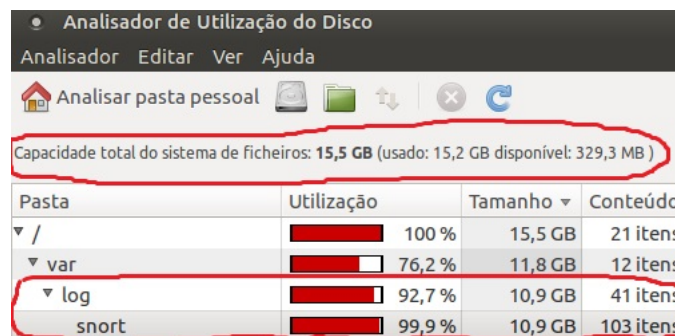 Analisador de Utilização do Disco
Analisador Editar Ver Ajuda
Analisar pasta pessoal
Capacidade total do sistema de ficheiros: 15,5 GB (usado: 15,2 GB disponível: 329,3 MB )
Pasta Utilização Tamanho Conteúdo
/ 100 % 15,5 GB 21 itens
var 76,2 % 11,8 GB 12 itens
log 92,7 % 10,9 GB 41 itens
snort 99,9 % 10,9 GB 103 itens